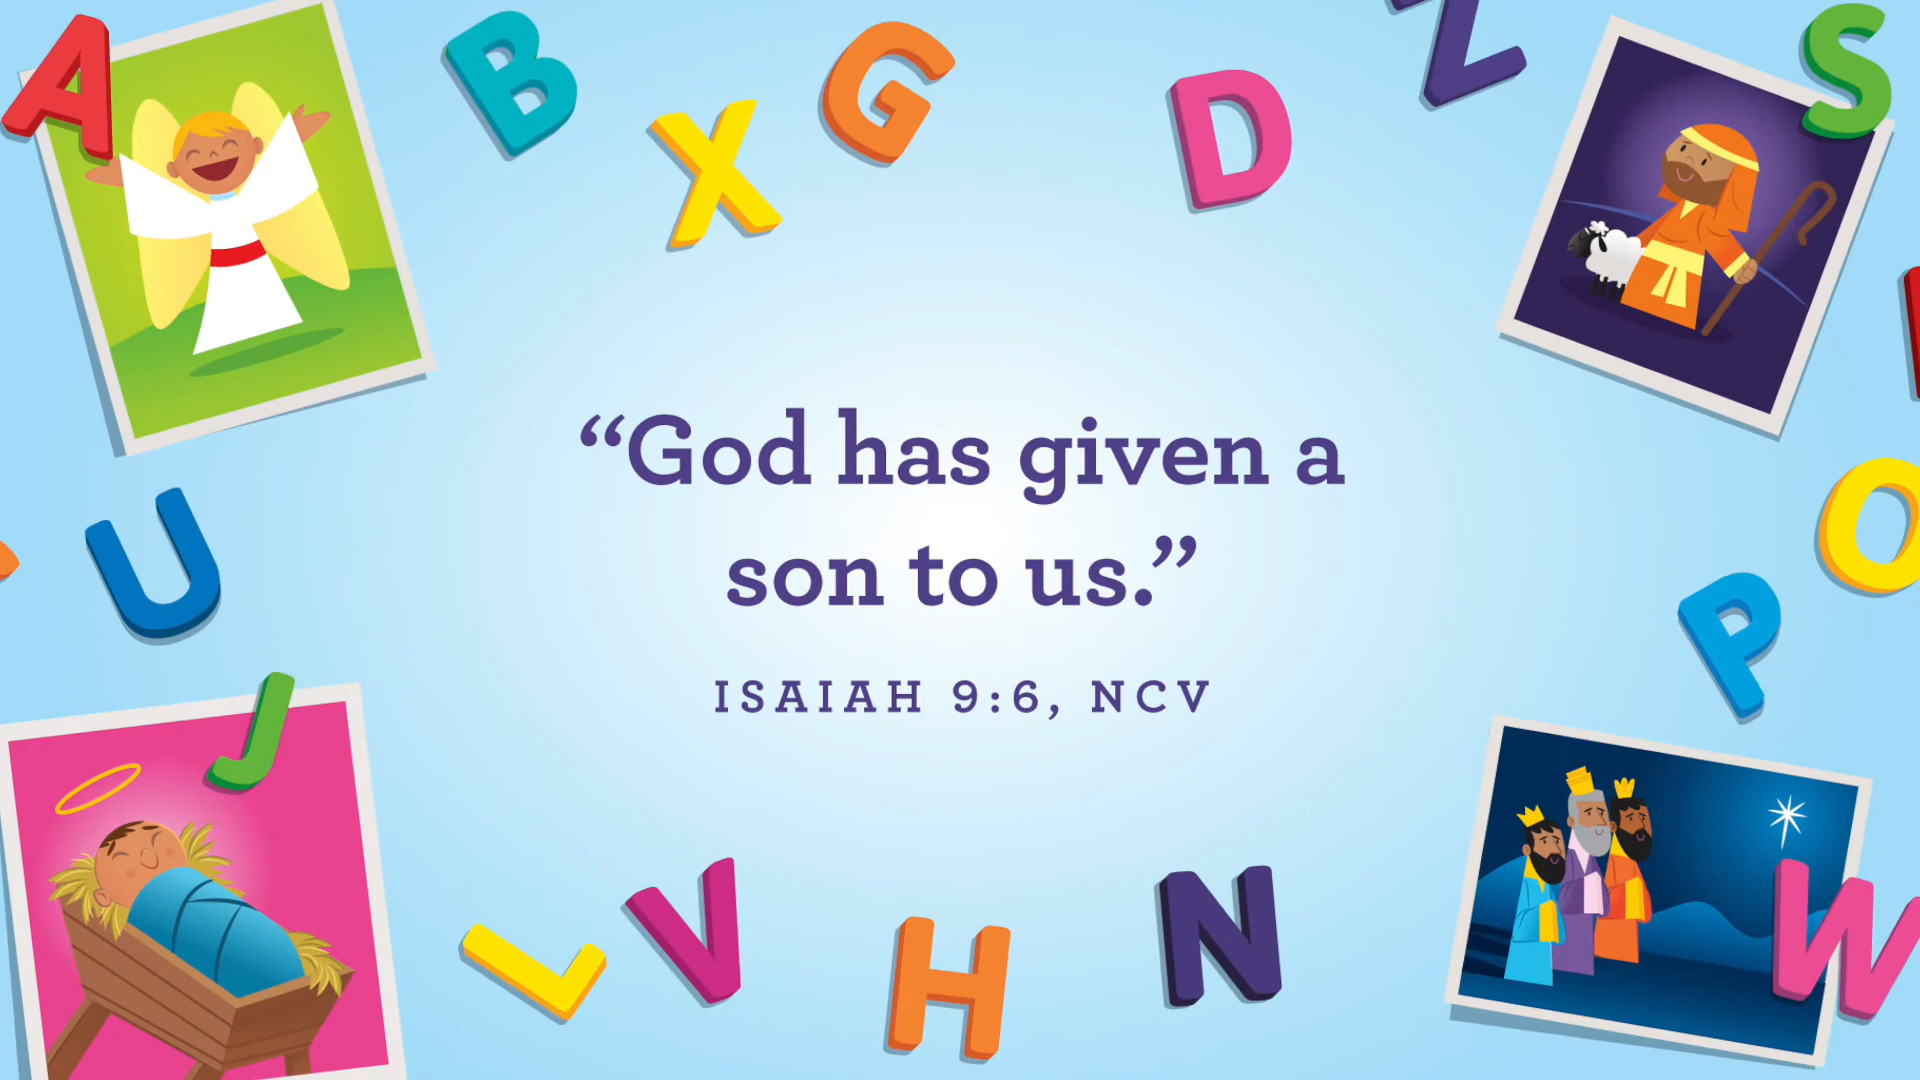 A
B
X
G
D
Z
S
“God has given a
son to us.”
ISAIAH 9:6, NCV
U
O
P
J
L
V
H
N
W